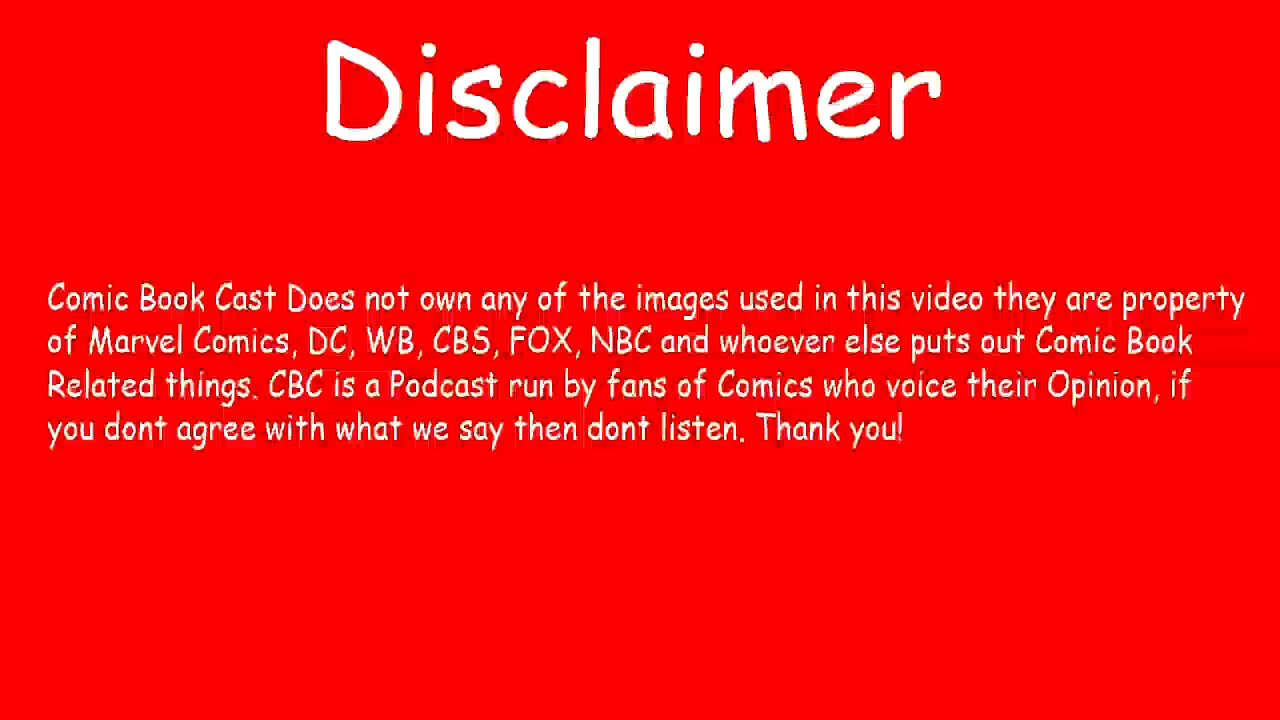 Disclaimer
Comic Book Cast Does not own any of the images used in this video they are property
of Marvel Comics, DC, WB, CBS, FOX, NBC and whoever else puts out Comic Book
Related things. CBC is a Podcast run by fans of Comics who voice their Opinion, if
you dont agree with what we say then dont listen. Thank you!